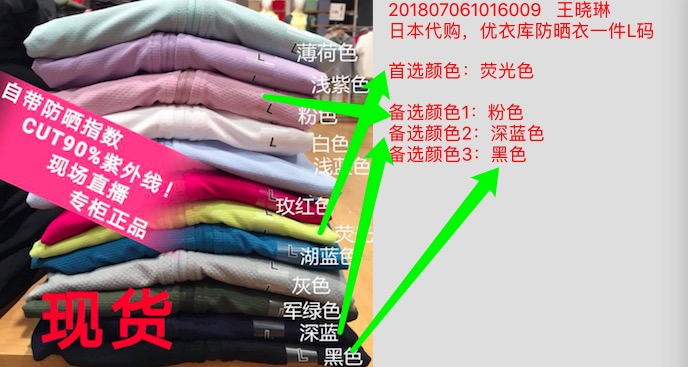 201807061016009 王晓琳
日本代购，优衣库防晒衣一件L码
首选颜色：荧光色
备选颜色1：粉色
备选颜色2：深蓝色
备选颜色3：黑色
自带防晒指数
CUT90%紫外线！
现场直播
专柜正品
现货
薄荷色
浅紫色
粉色
白色
浅蓝色
玫红色
荧光
湖蓝色
灰色
军绿色
深蓝
黑色
L
L
L
L
L
L
L
L
L